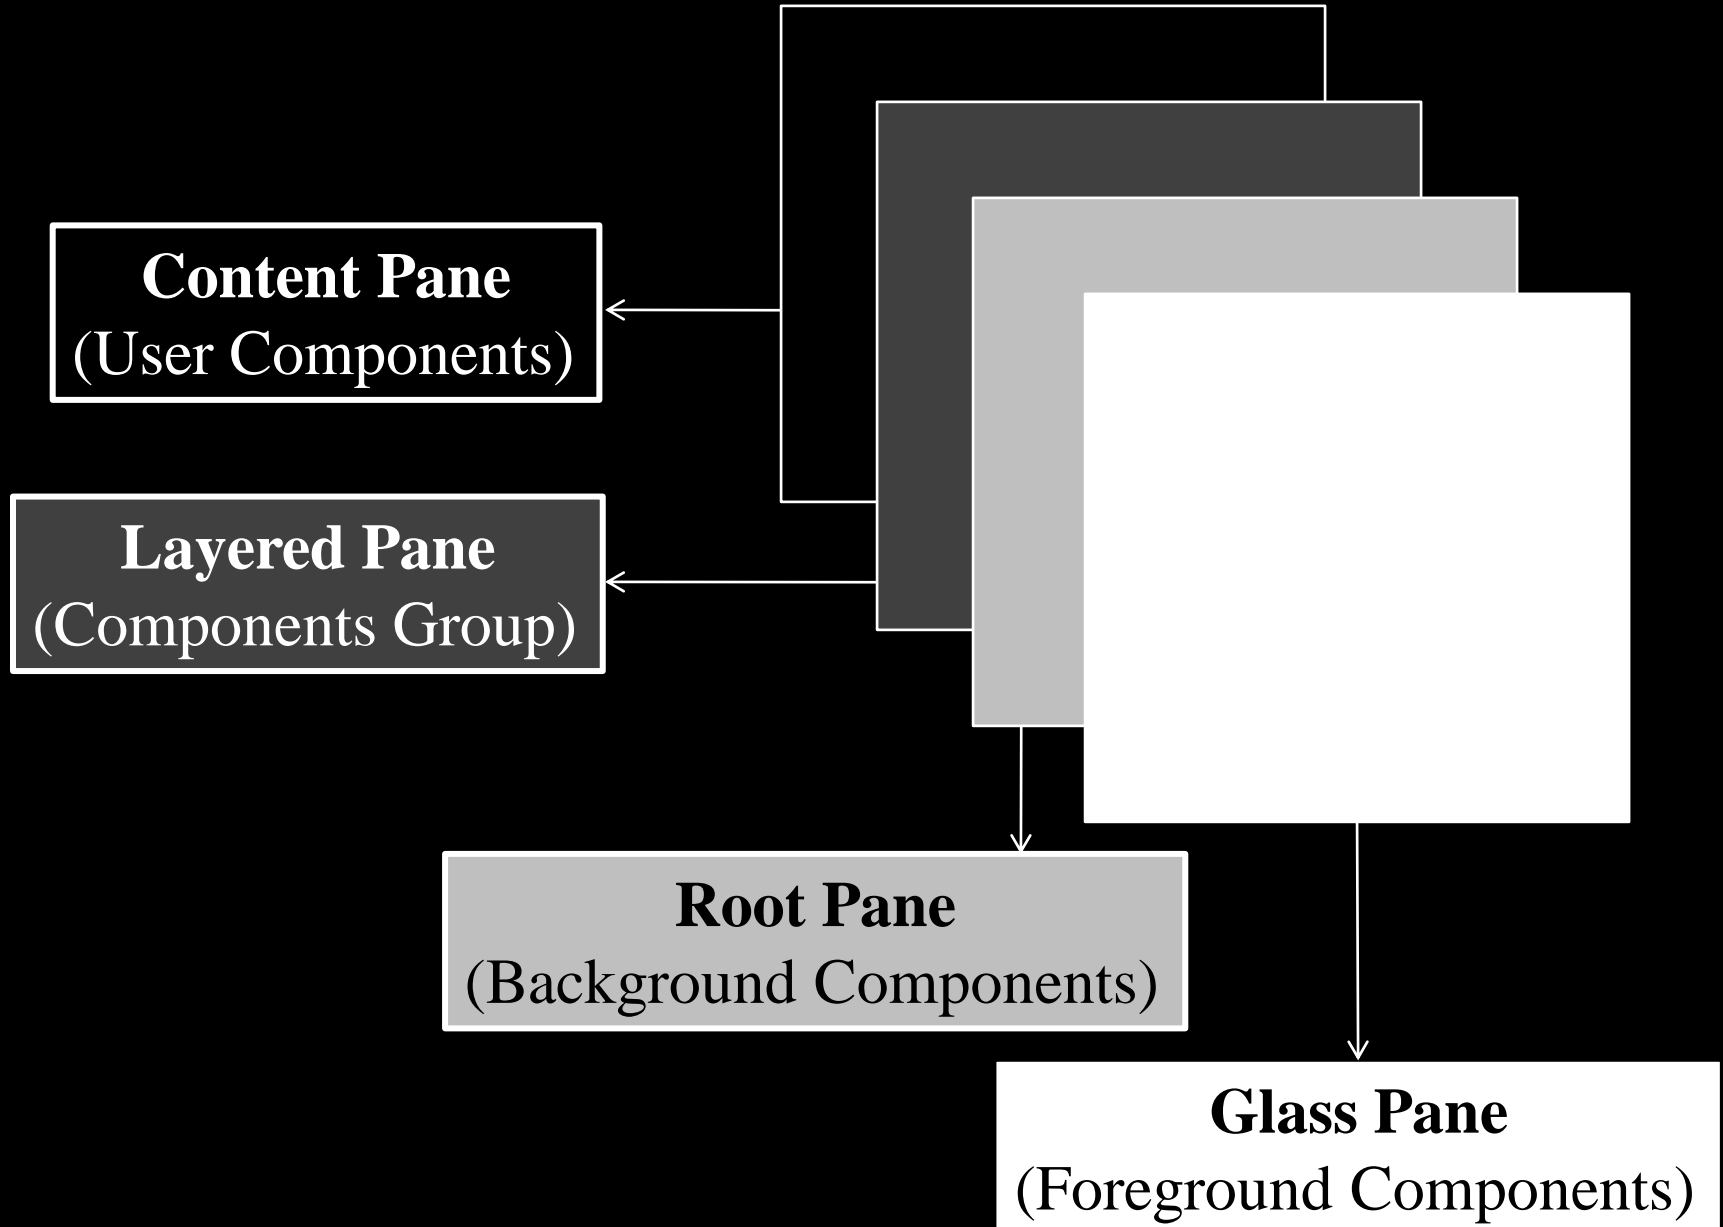 Content Pane
(User Components)
Layered Pane
(Components Group)
Root Pane
(Background Components)
Glass Pane
(Foreground Components)